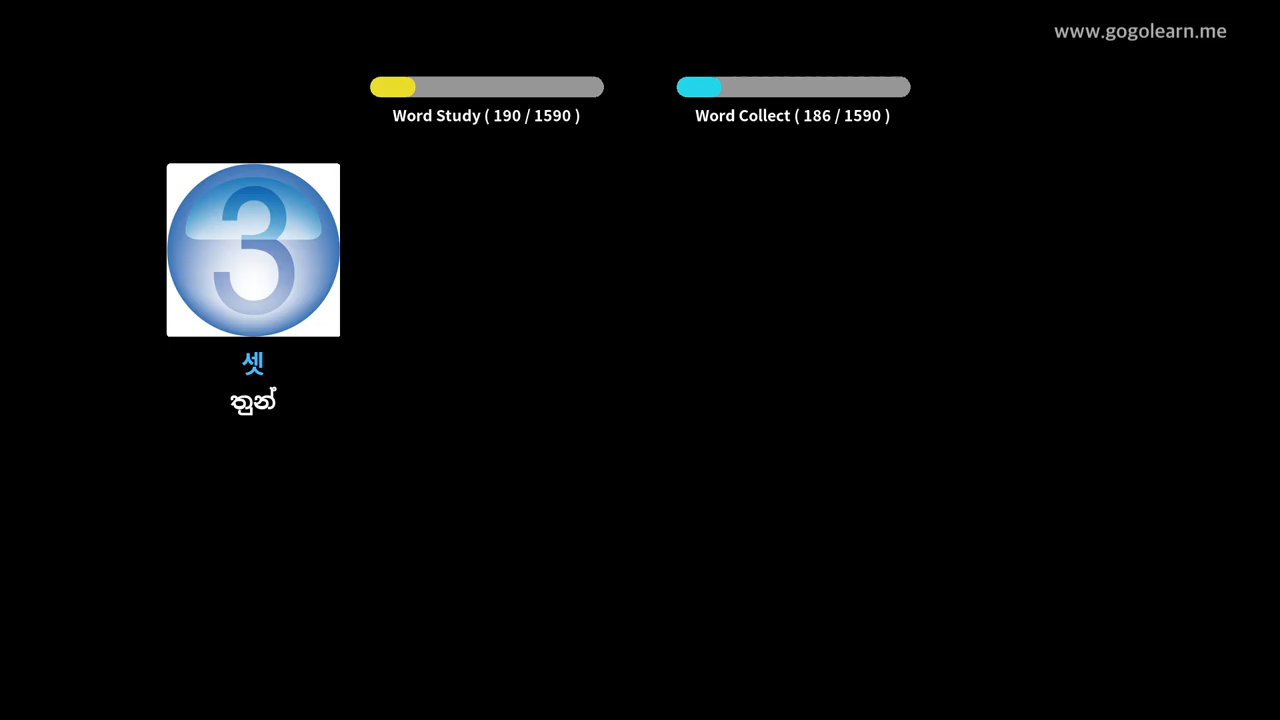 www.gogolearn.me
Word Study ( 190 / 1590 )
Word Collect ( 186 / 1590 )
3
셋
තුන්